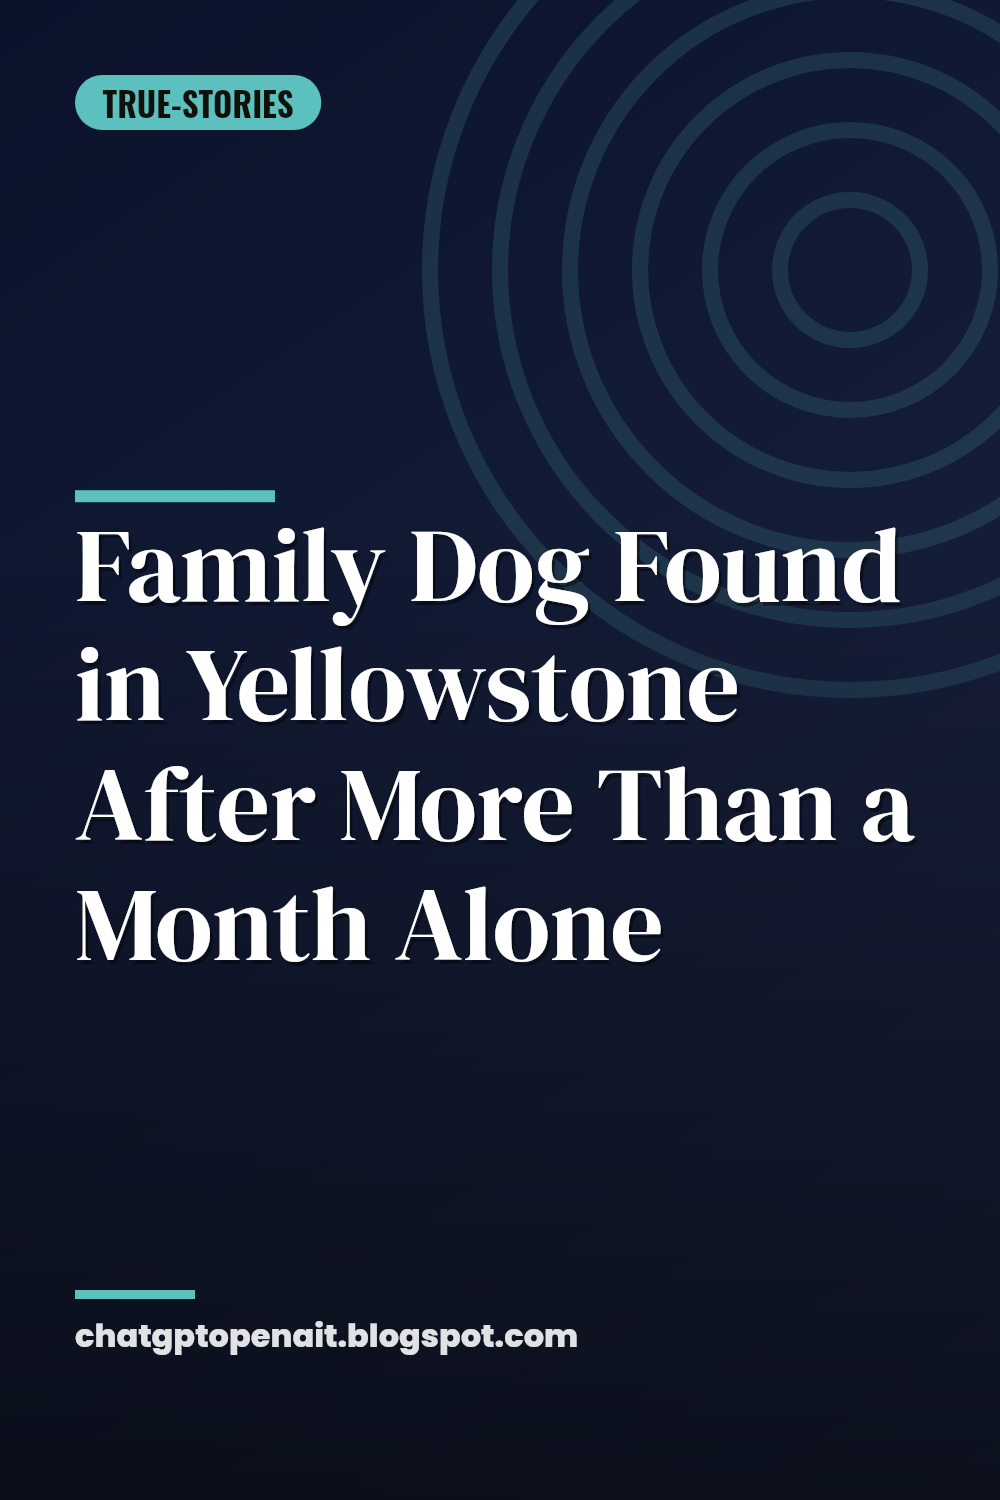 TRUE-STORIES
Family Dog Found
in Yellowstone
After More Than a
Month Alone
chatgptopenait.blogspot.com